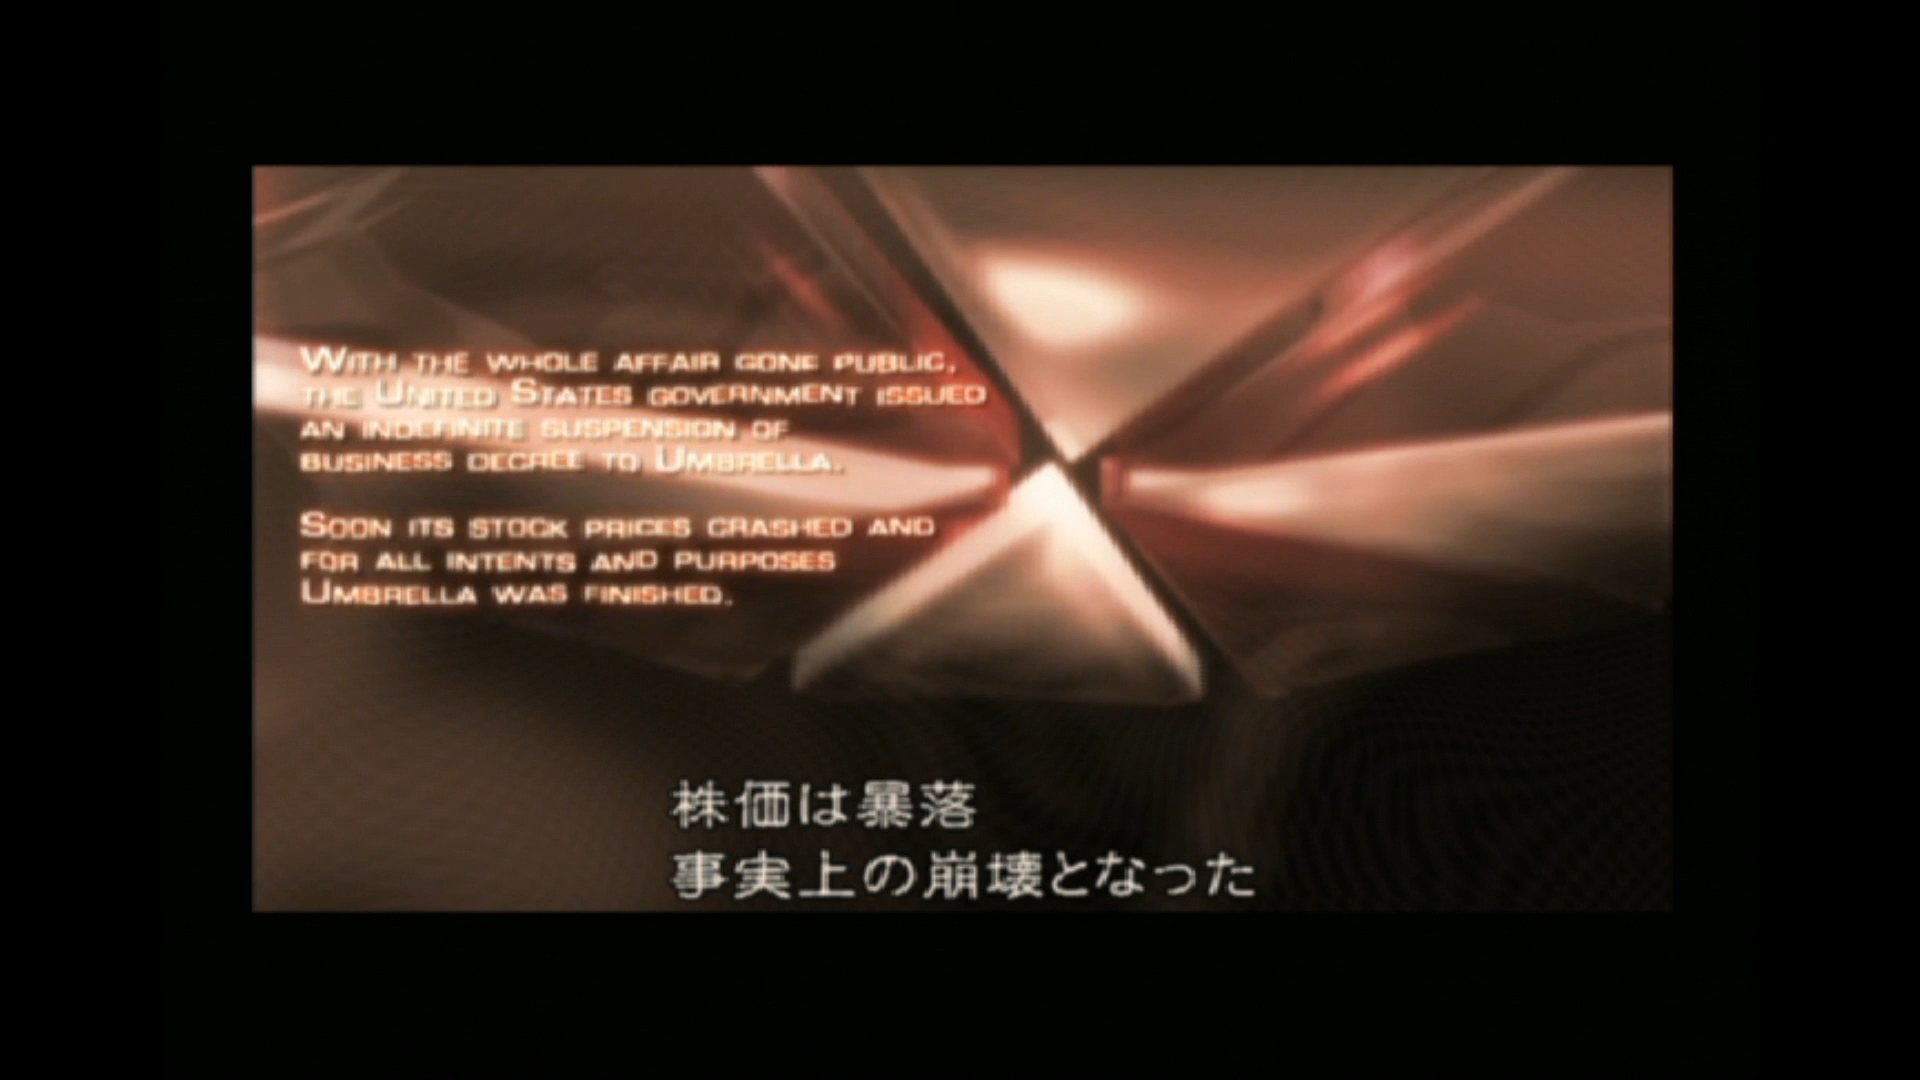 With the whole affair gone public,
the United States government issued
an indefinite suspension of
business decree to Umbrella.
Soon its stock prices crashed and
for all intents and purposes
Umbrella was finished.
株価は暴落
事実上の崩壊となった